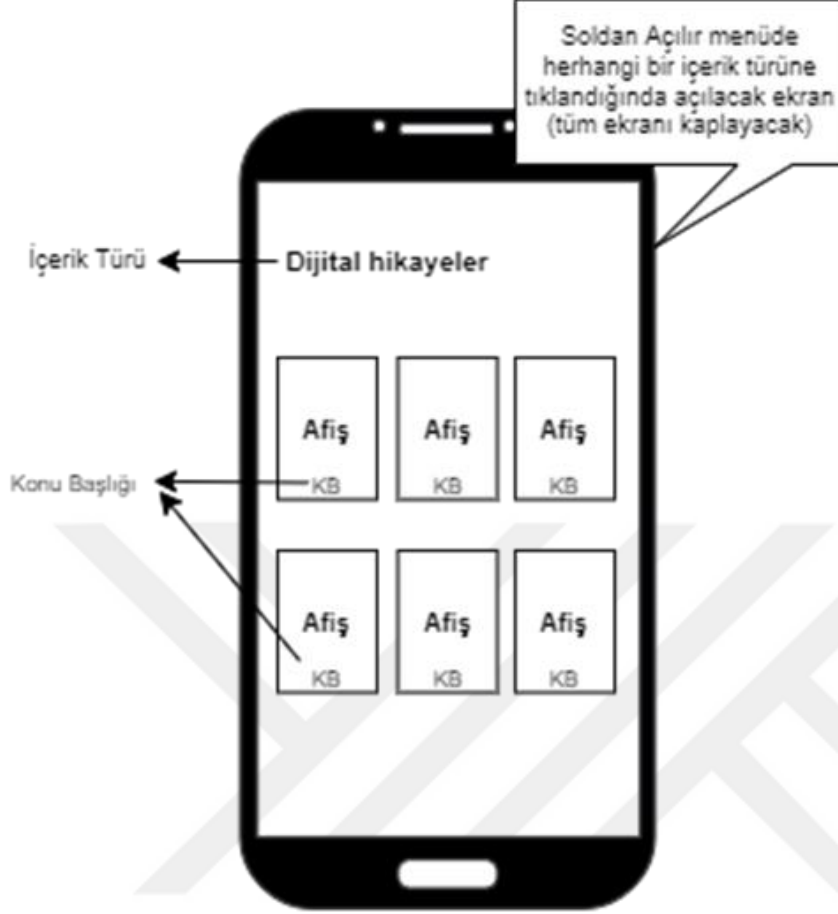 Soldan Açılır menüde
herhangi bir içerik türüne
tıklandığında açılacak ekran
(tüm ekranı kaplayacak)
İçerik Türü
Dijital hikayeler
Afiş Afiş Afiş
Konu Başlığı
KB KB KB
Afiş Afiş Afiş
KB KB KB